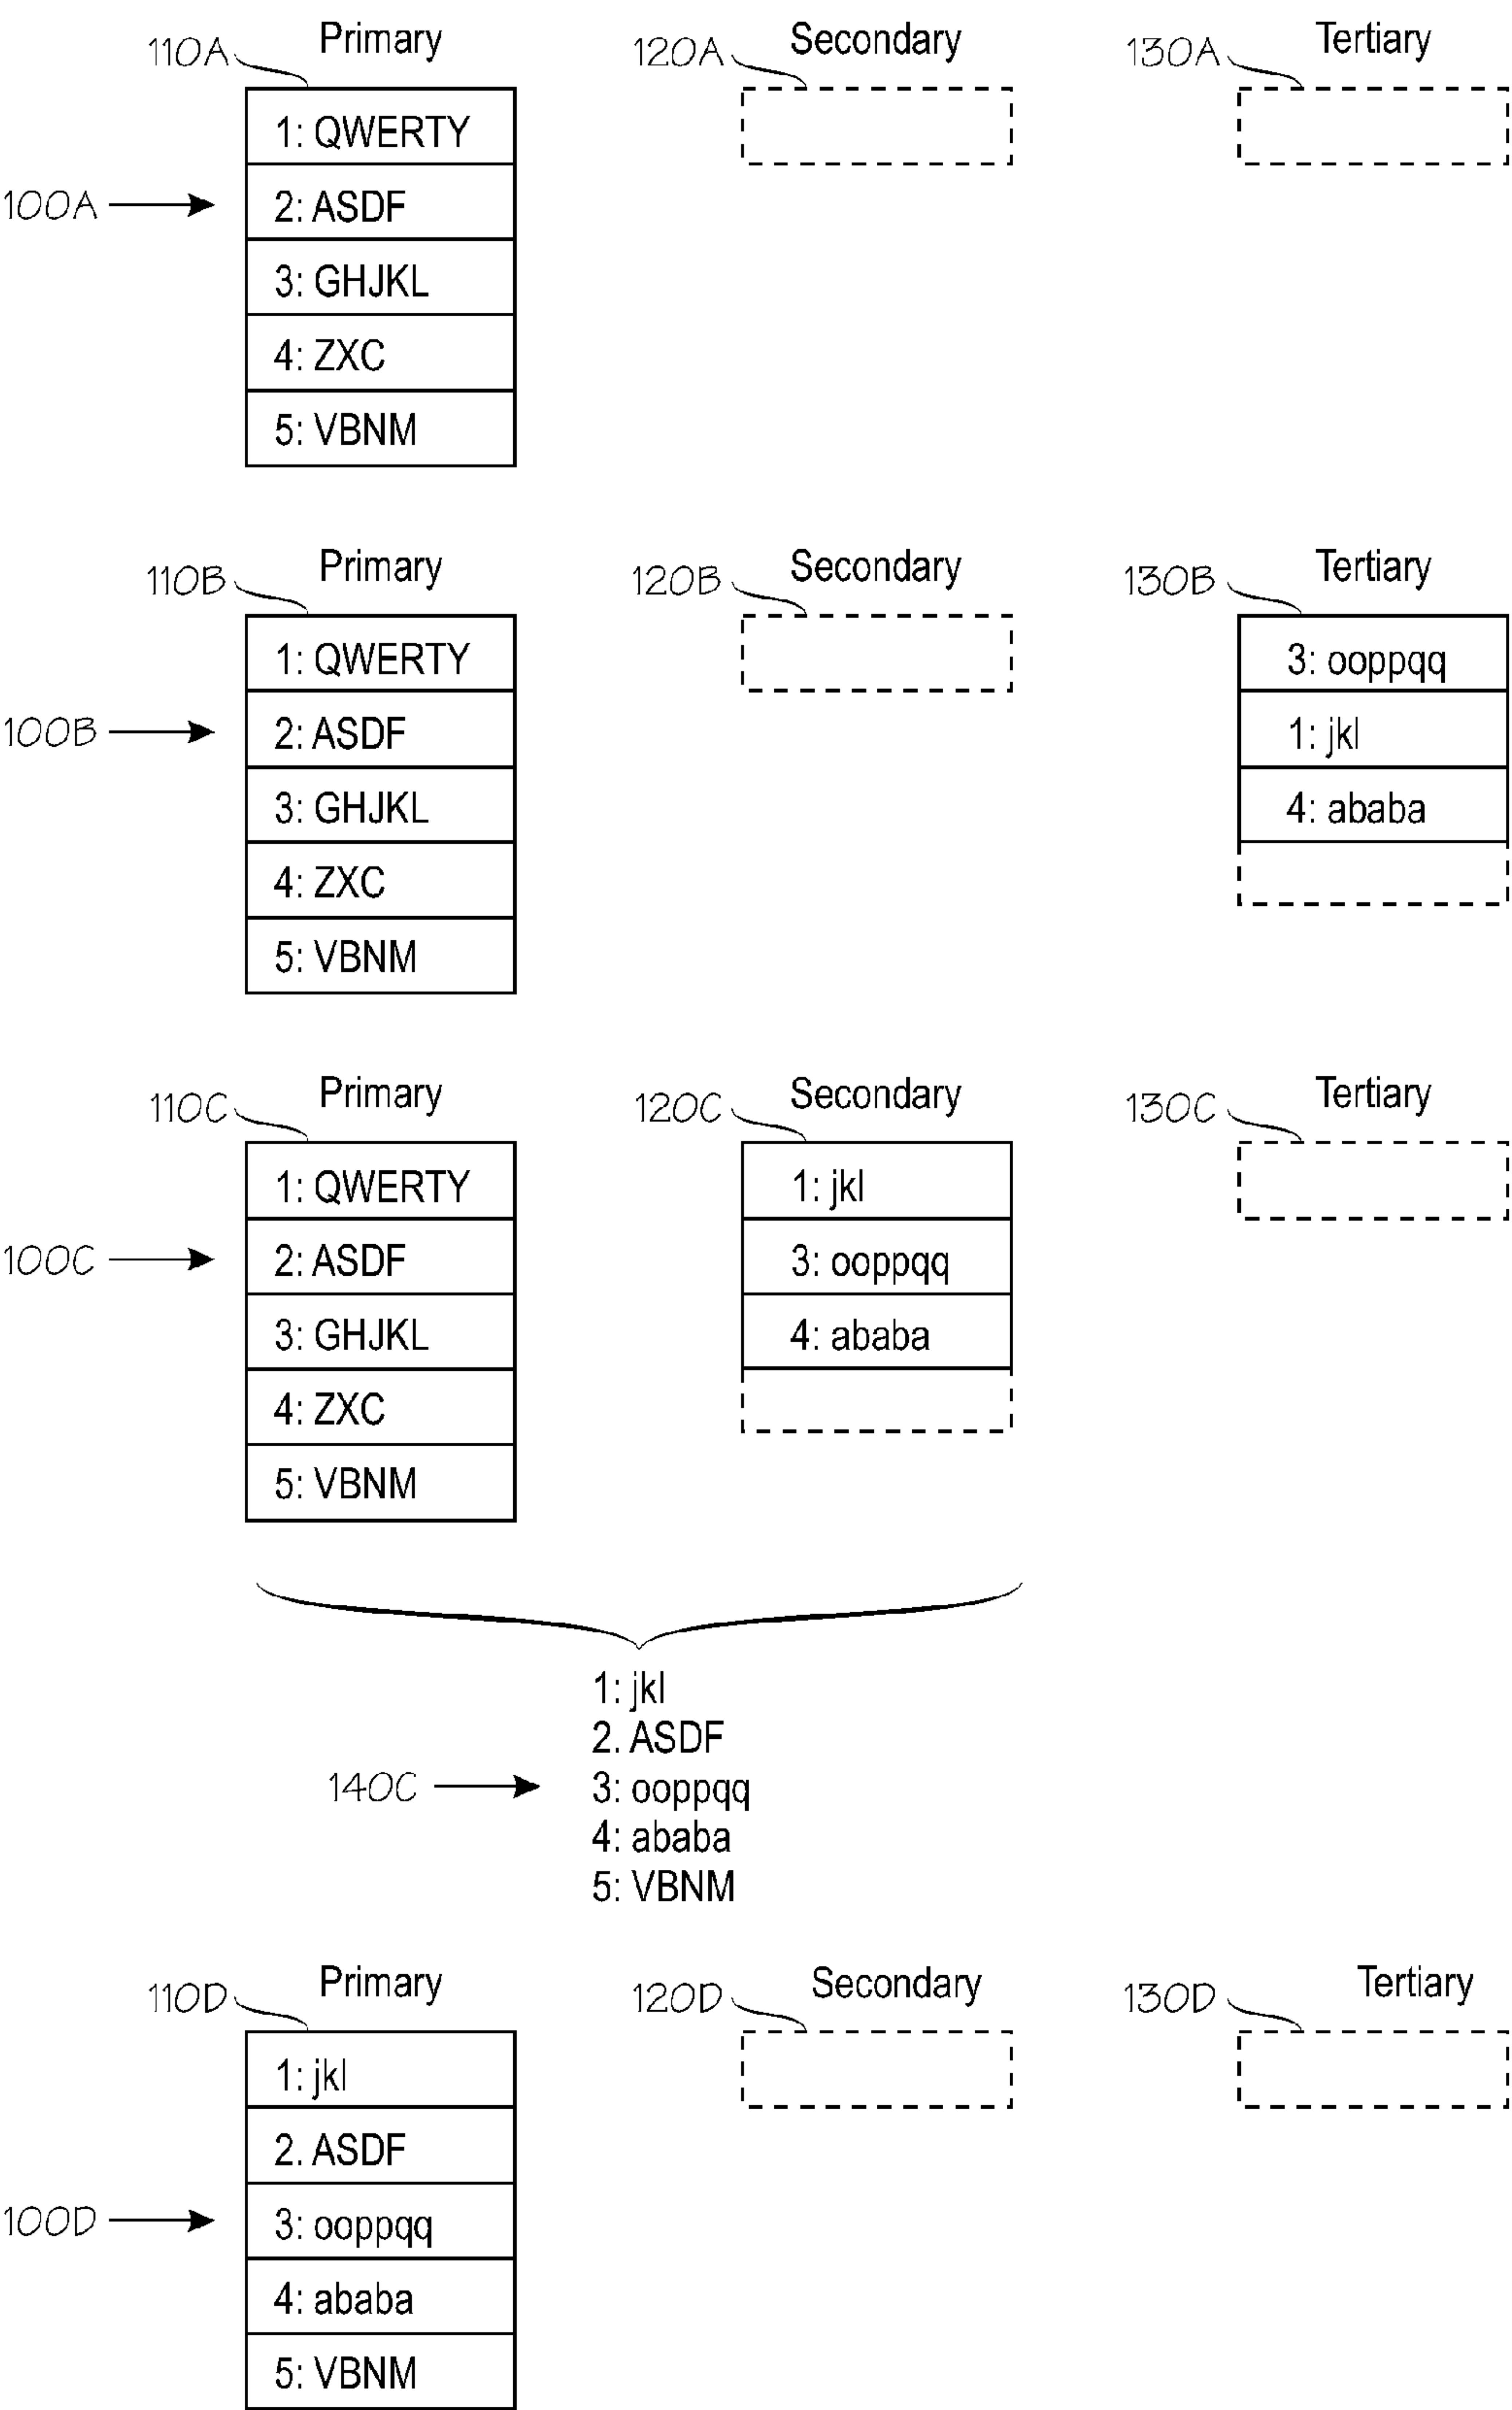 110A Primary 120A Secondary 130A Tertiary
1: QWERTY
100A 2: ASDF
3: GHJKL
4: ZXC
5: VBNM
110B Primary 120B Secondary 130B Tertiary
1: QWERTY 3: ooppqq
100B 2: ASDF 1: jkl
3: GHJKL 4: ababa
4: ZXC
5: VBNM
110C Primary 120C Secondary 130C Tertiary
1: QWERTY 1: jkl
100C 2: ASDF 3: ooppqq
3: GHJKL 4: ababa
4: ZXC
5: VBNM
1: jkl
2. ASDF
140C 3: ooppqq
4: ababa
5: VBNM
110D Primary 120D Secondary 130D Tertiary
1: jkl
2. ASDF
100D 3: ooppqq
4: ababa
5: VBNM